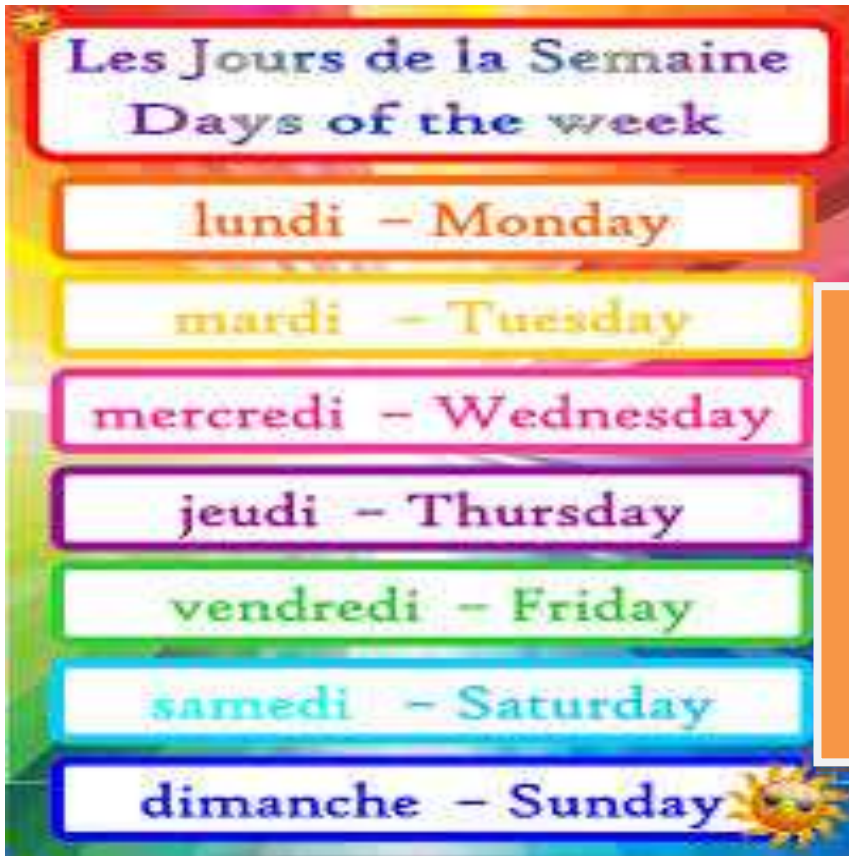 Les Jours de la Semaine
Days of the week
lundi - Monday
mardi - Tuesday
mercredi - Wednesday
jeudi - Thursday
vendredi - Friday
samedi - Saturday
dimanche - Sunday